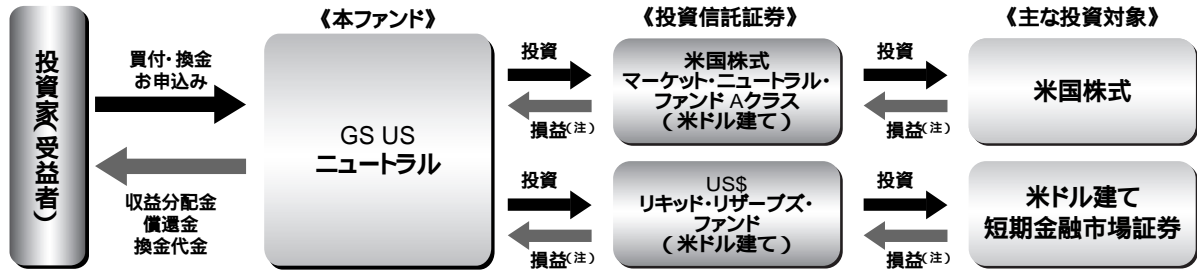 《本ファンド》
《投資信託証券》
《主な投資対象》
投資家(受益者)
買付・換金
お申込み
収益分配金
償還金
換金代金
GS US
ニュートラル
投資
損益(注)
米国株式
マーケット・ニュートラル・
ファンド Aクラス
(米ドル建て)
投資
損益(注)
米国株式
投資
損益(注)
US$
リキッド・リザーブズ・
ファンド
(米ドル建て)
投資
損益(注)
米ドル建て
短期金融市場証券